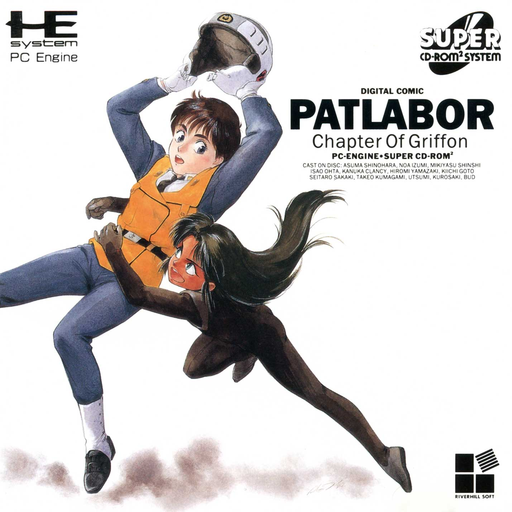 HE
system
PC Engine
SUPER
CD-ROM² SYSTEM
DIGITAL COMIC
PATLABOR
Chapter Of Griffon
PC-ENGINE•SUPER CD-ROM²
CAST ON DISC: ASUMA SHINOHARA, NOA IZUMI, MIKIYASU SHINSHI
ISAO OHTA, KANUKA CLANCY, HIROMI YAMAZAKI, KIICHI GOTO
SEITARO SAKAKI, TAKEO KUMAGAMI, UTSUMI, KUROSAKI, BUD
RIVERHILL SOFT